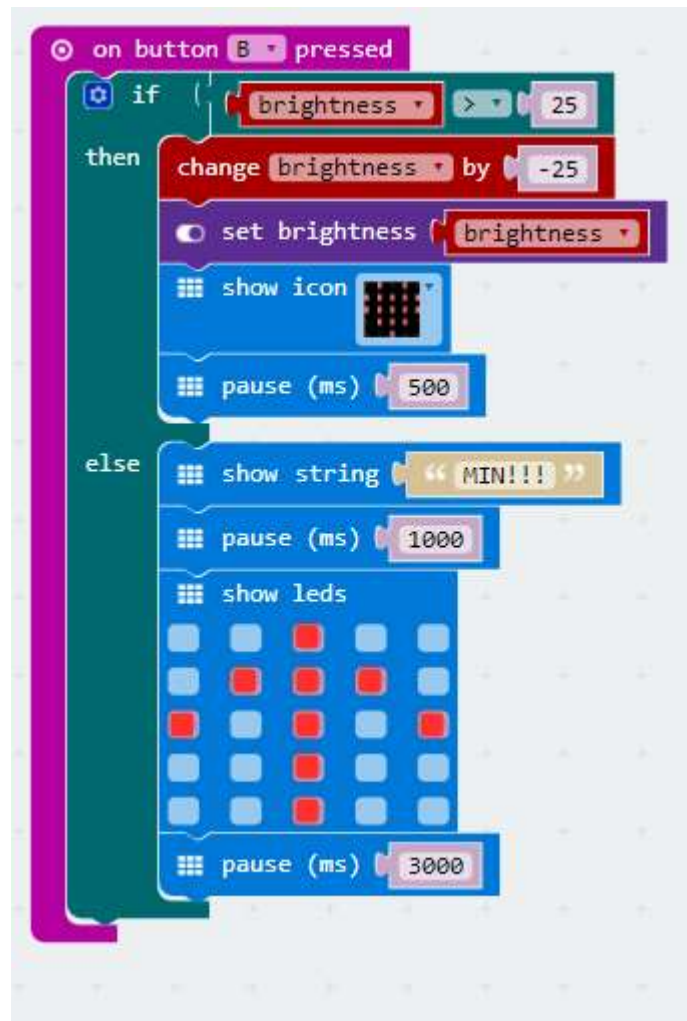 on button B pressed
if brightness > 25
then change brightness by -25
set brightness brightness
show icon
pause (ms) 500
else show string “ MIN!!! ”
pause (ms) 1000
show leds
pause (ms) 3000